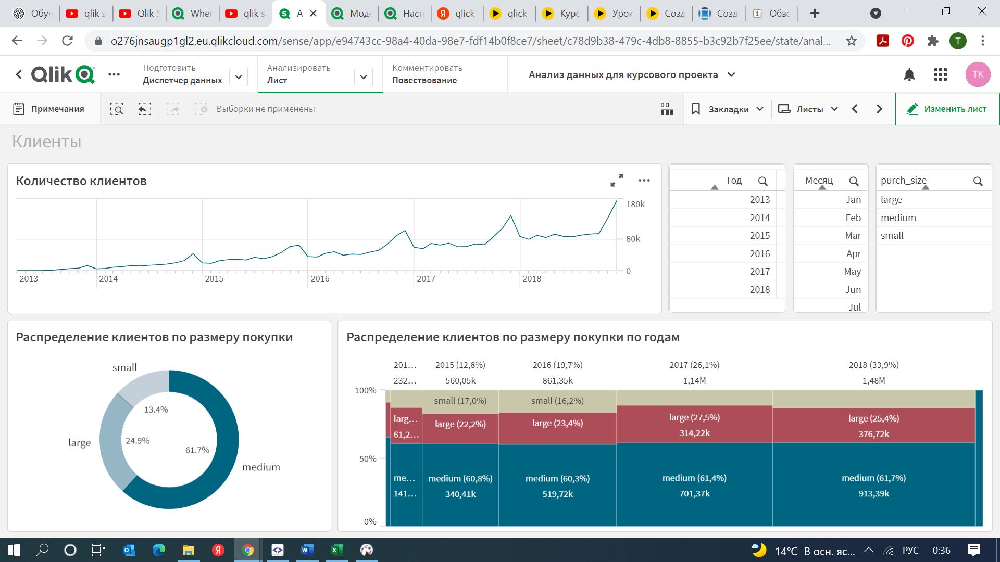 Обуч
qlik s
Qlik S
When
qlik s
А
Моде
Настр
qlick
qlick
Курс
Урок
Созд
Созд
Обзо
o276jnsaugp1gl2.eu.qlikcloud.com/sense/app/e94743cc-98a4-40da-98e7-fdf14b0f8ce7/sheet/c78d9b38-479c-4db8-8855-b3c92b7f25ee/state/anal...
T
Qlik
Подготовить
Диспетчер данных
Анализировать
Лист
Комментировать
Повествование
Анализ данных для курсового проекта
TK
Примечания
Выборки не применены
Закладки
Листы
Изменить лист
Клиенты
Количество клиентов
180k
80k
0
2013
2014
2015
2016
2017
2018
Год
2013
2014
2015
2016
2017
2018
Месяц
Jan
Feb
Mar
Apr
May
Jun
Jul
purch_size
large
medium
small
Распределение клиентов по размеру покупки
small
13.4%
large
24.9%
61.7%
medium
Распределение клиентов по размеру покупки по годам
201... 2015 (12,8%) 2016 (19,7%) 2017 (26,1%) 2018 (33,9%)
232... 560,05k 861,35k 1,14M 1,48M
100%
50%
0%
small (17,0%) small (16,2%)
larg... large (22,2%) large (23,4%) large (27,5%) large (25,4%)
61,2... 314,22k 376,72k
me... medium (60,8%) medium (60,3%) medium (61,4%) medium (61,7%)
141... 340,41k 519,72k 701,37k 913,39k
14°C В осн. яс...
РУС
0:36